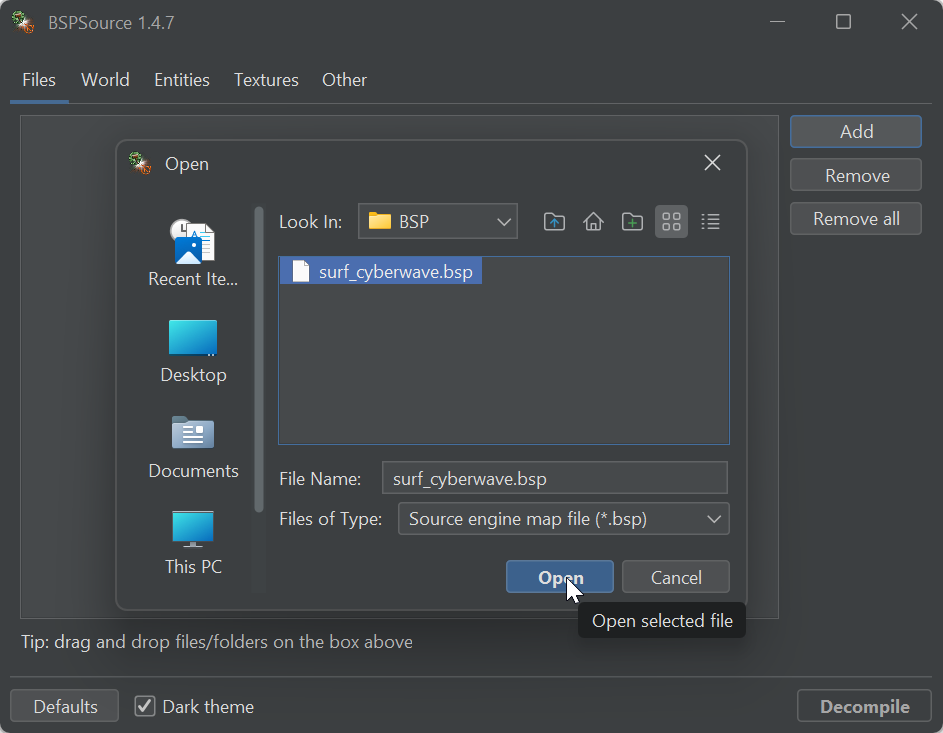 BSPSource 1.4.7
Files World Entities Textures Other
Add
Remove
Remove all
Open
Look In: BSP
surf_cyberwave.bsp
Recent Ite...
Desktop
Documents
This PC
File Name: surf_cyberwave.bsp
Files of Type: Source engine map file (*.bsp)
Open Cancel
Open selected file
Tip: drag and drop files/folders on the box above
Defaults Dark theme Decompile